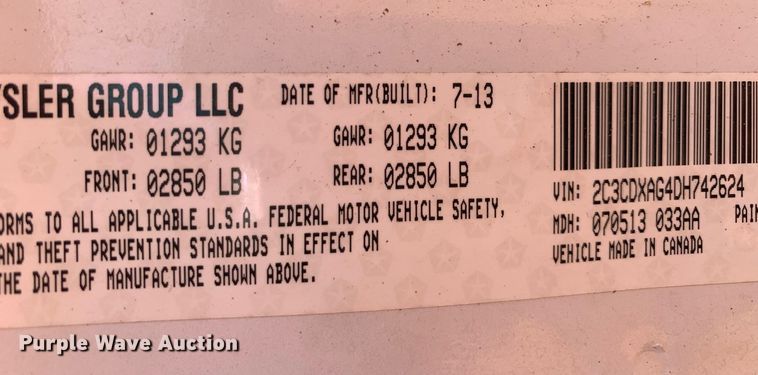 SLER GROUP LLC DATE OF MFR(BUILT): 7-13
GAWR: 01293 KG GAWR: 01293 KG
FRONT: 02850 LB REAR: 02850 LB
ORMS TO ALL APPLICABLE U.S.A. FEDERAL MOTOR VEHICLE SAFETY,
AND THEFT PREVENTION STANDARDS IN EFFECT ON
THE DATE OF MANUFACTURE SHOWN ABOVE.
VIN: 2C3CDXAG4DH742624
MDH: 070513 033AA PAIN
VEHICLE MADE IN CANADA
Purple Wave Auction